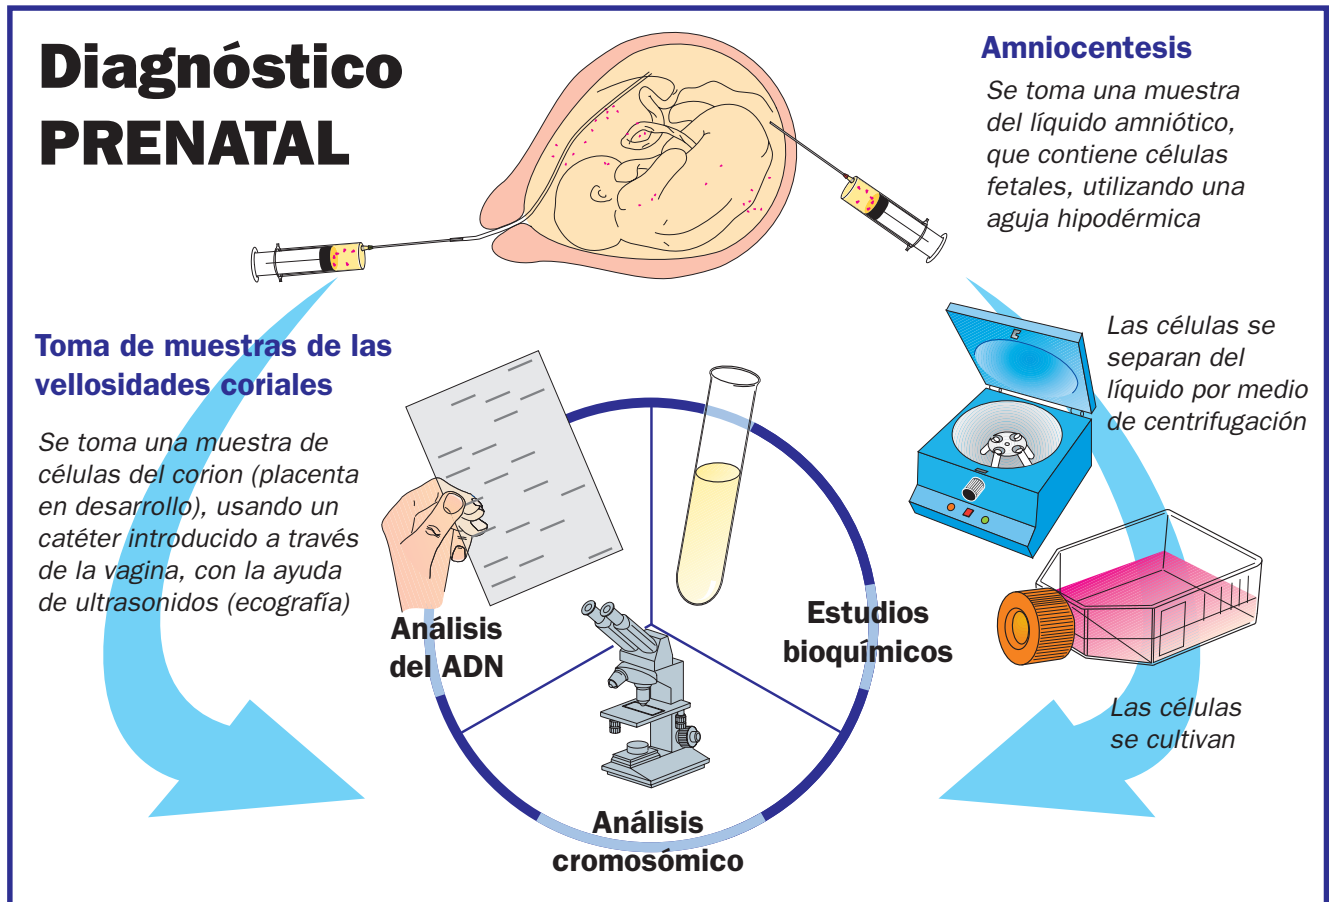 Diagnóstico
PRENATAL
Amniocentesis
Se toma una muestra
del líquido amniótico,
que contiene células
fetales, utilizando una
aguja hipodérmica
Toma de muestras de las
vellosidades coriales
Se toma una muestra de
células del corion (placenta
en desarrollo), usando un
catéter introducido a través
de la vagina, con la ayuda
de ultrasonidos (ecografía)
Las células se
separan del
líquido por medio
de centrifugación
Las células
se cultivan
Análisis
del ADN
Estudios
bioquímicos
Análisis
cromosómico